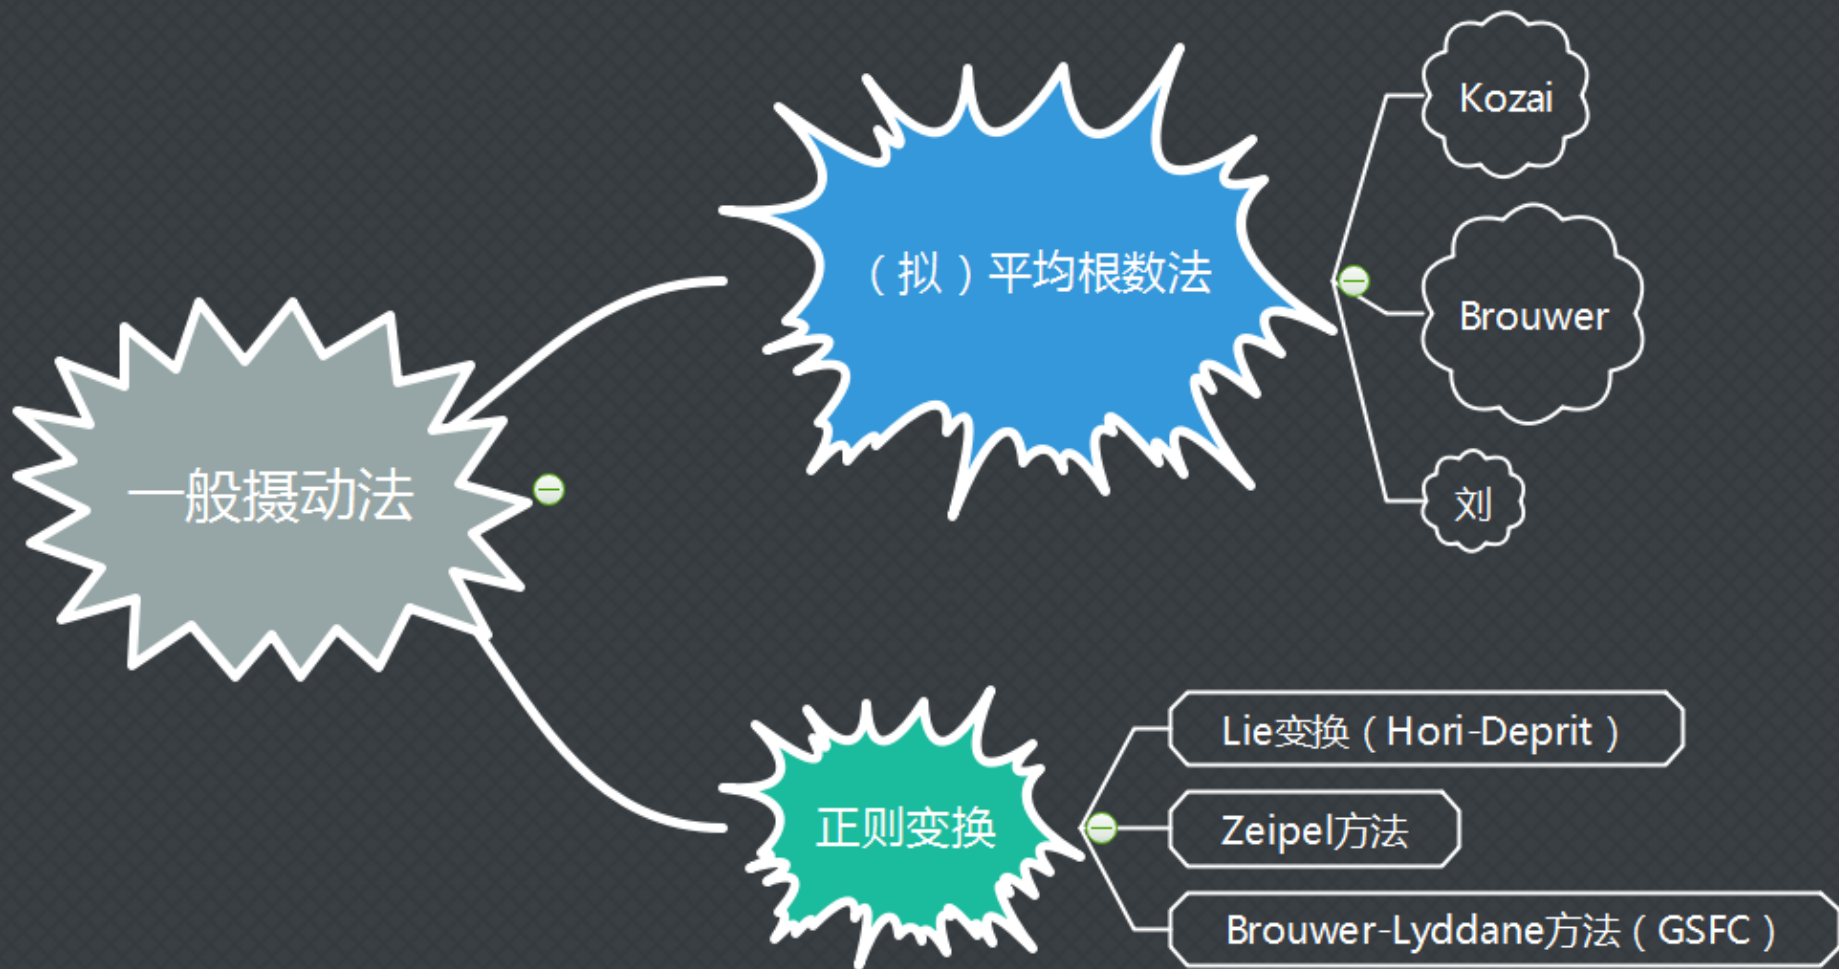 一般摄动法
（拟）平均根数法
Kozai
Brouwer
刘
正则变换
Lie变换（Hori-Deprit）
Zeipel方法
Brouwer-Lyddane方法（GSFC）